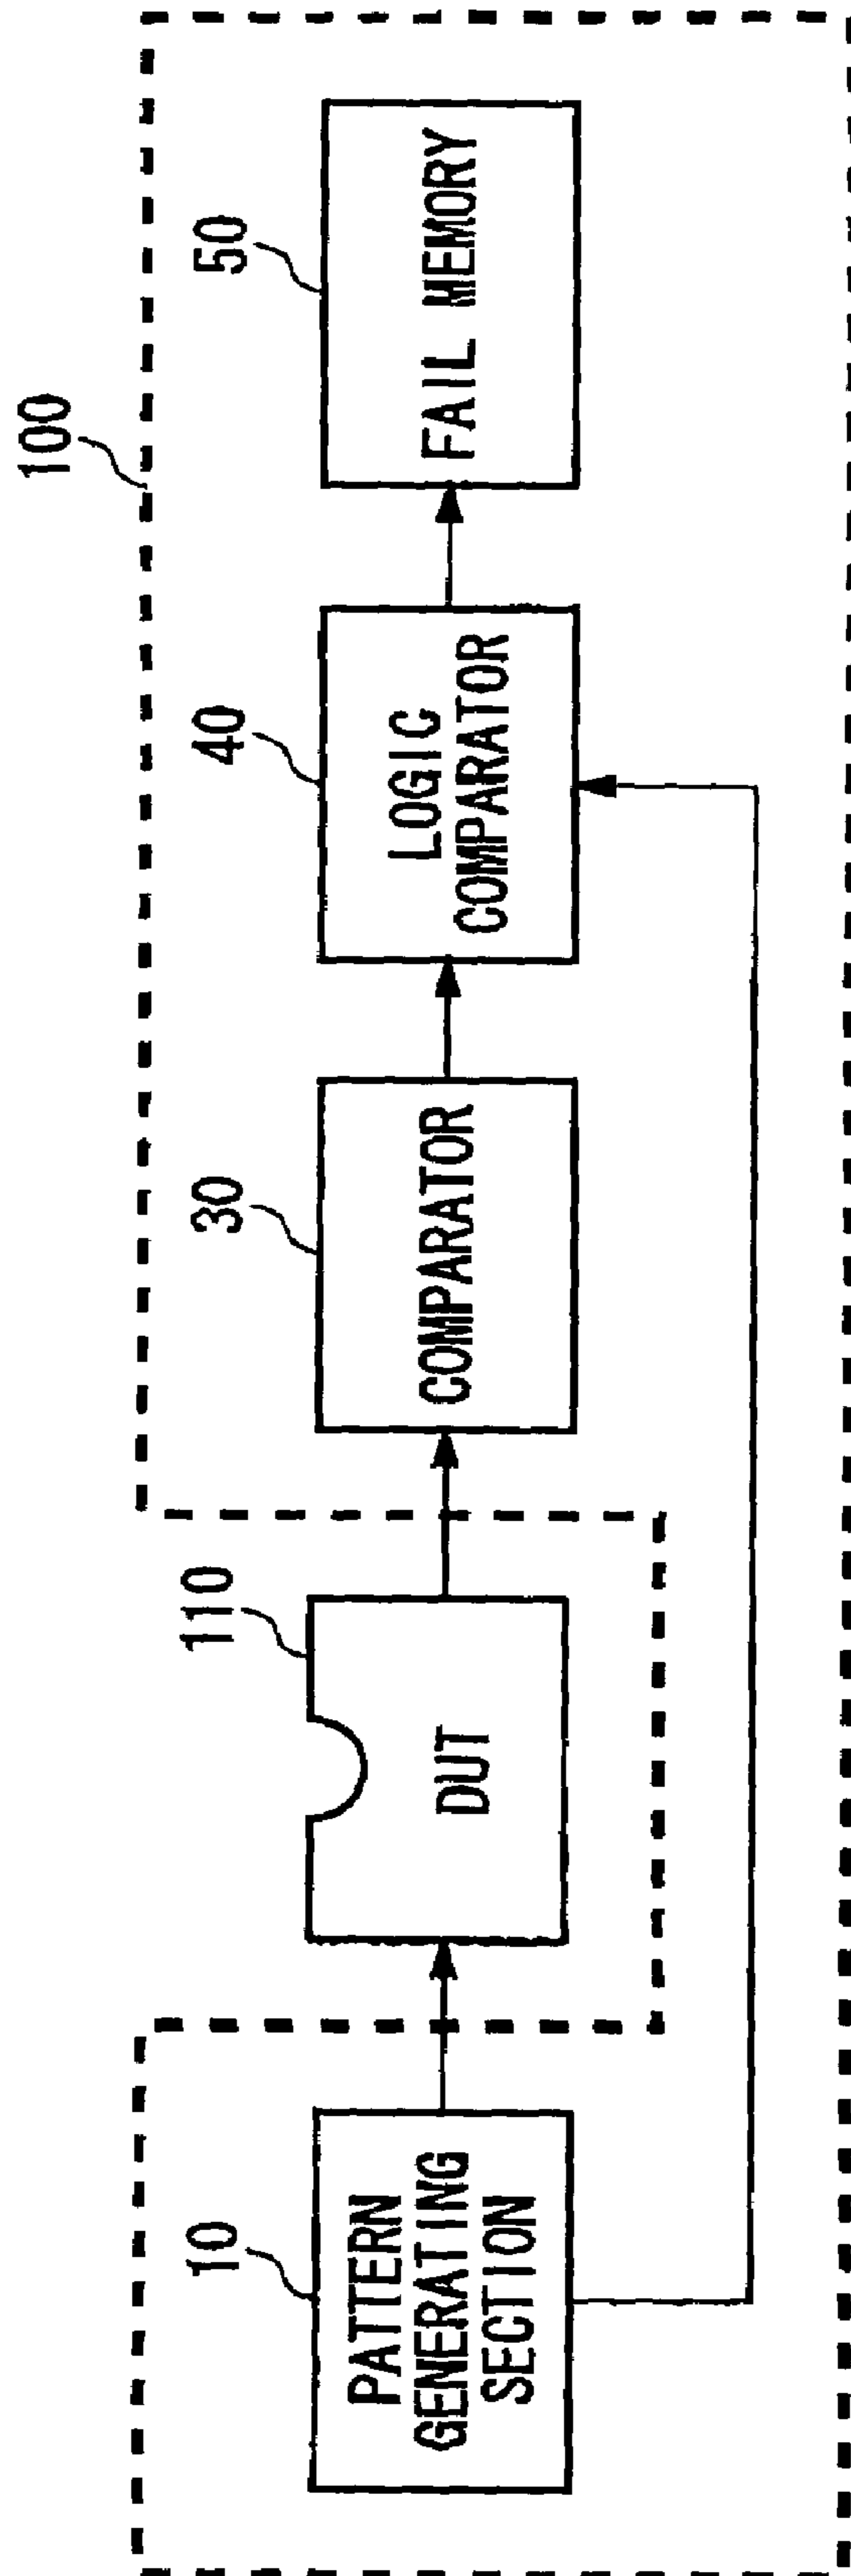 100
10
PATTERN
GENERATING
SECTION
110
DUT
30
COMPARATOR
40
LOGIC
COMPARATOR
50
FAIL MEMORY